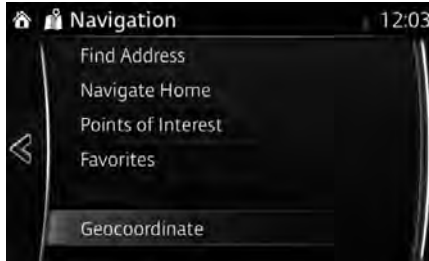 Navigation 12:03
Find Address
Navigate Home
Points of Interest
Favorites
Geocoordinate